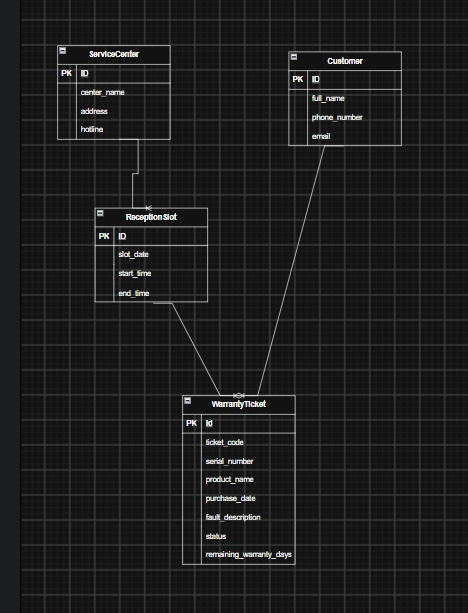 ServiceCenter
PK ID
center_name
address
hotline
Customer
PK ID
full_name
phone_number
email
ReceptionSlot
PK ID
slot_date
start_time
end_time
WarrantyTicket
PK Id
ticket_code
serial_number
product_name
purchase_date
fault_description
status
remaining_warranty_days